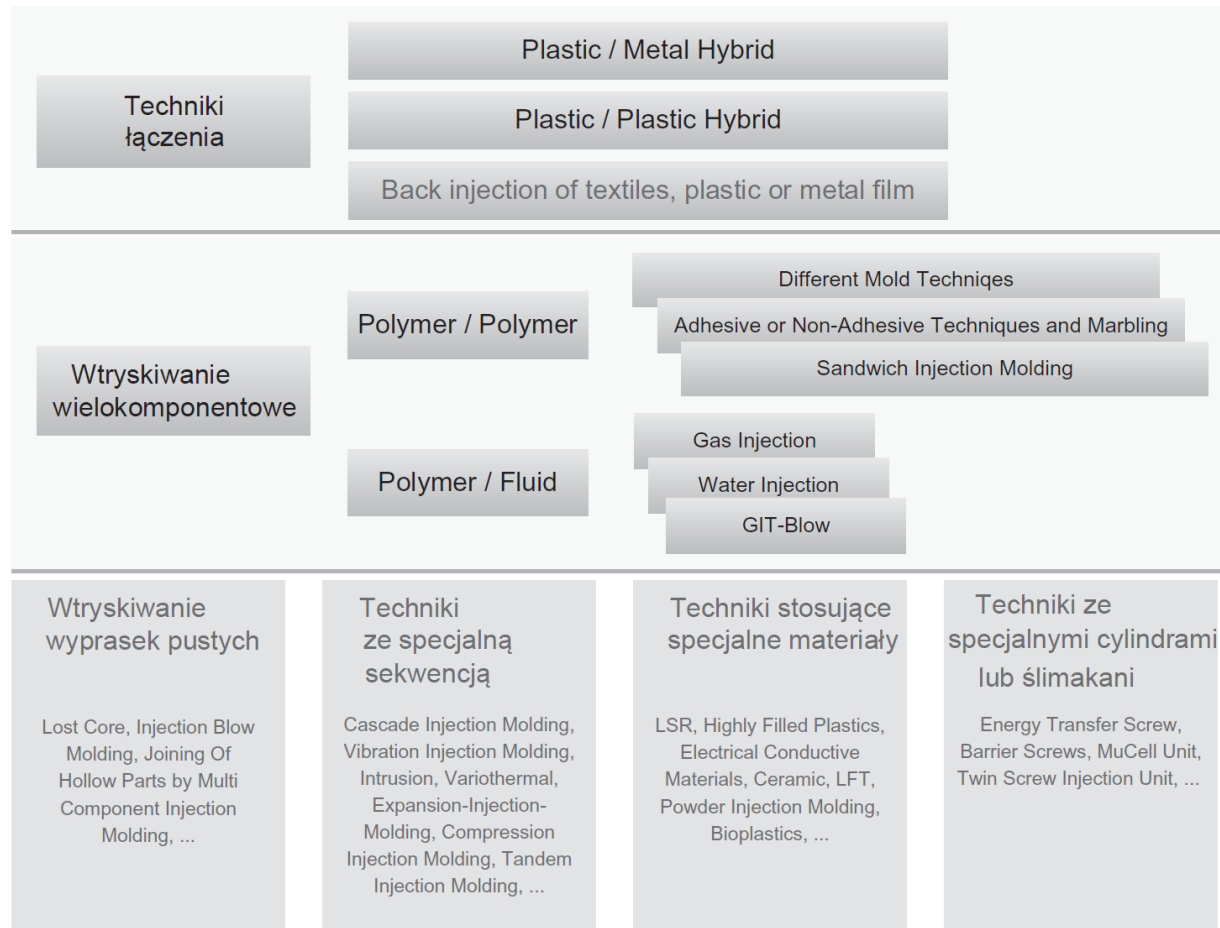 Techniki
łączenia
Plastic / Metal Hybrid
Plastic / Plastic Hybrid
Back injection of textiles, plastic or metal film
Wtryskiwanie
wielokomponentowe
Polymer / Polymer
Different Mold Techniqes
Adhesive or Non-Adhesive Techniques and Marbling
Sandwich Injection Molding
Polymer / Fluid
Gas Injection
Water Injection
GIT-Blow
Wtryskiwanie
wyprasek pustych
Lost Core, Injection Blow
Molding, Joining Of
Hollow Parts by Multi
Component Injection
Molding, ...
Techniki
ze specjalną
sekwencją
Cascade Injection Molding,
Vibration Injection Molding,
Intrusion, Variothermal,
Expansion-Injection-
Molding, Compression
Injection Molding, Tandem
Injection Molding, ...
Techniki stosujące
specjalne materiały
LSR, Highly Filled Plastics,
Electrical Conductive
Materials, Ceramic, LFT,
Powder Injection Molding,
Bioplastics, ...
Techniki ze
specjalnymi cylindrami
lub ślimakani
Energy Transfer Screw,
Barrier Screws, MuCell Unit,
Twin Screw Injection Unit, ...